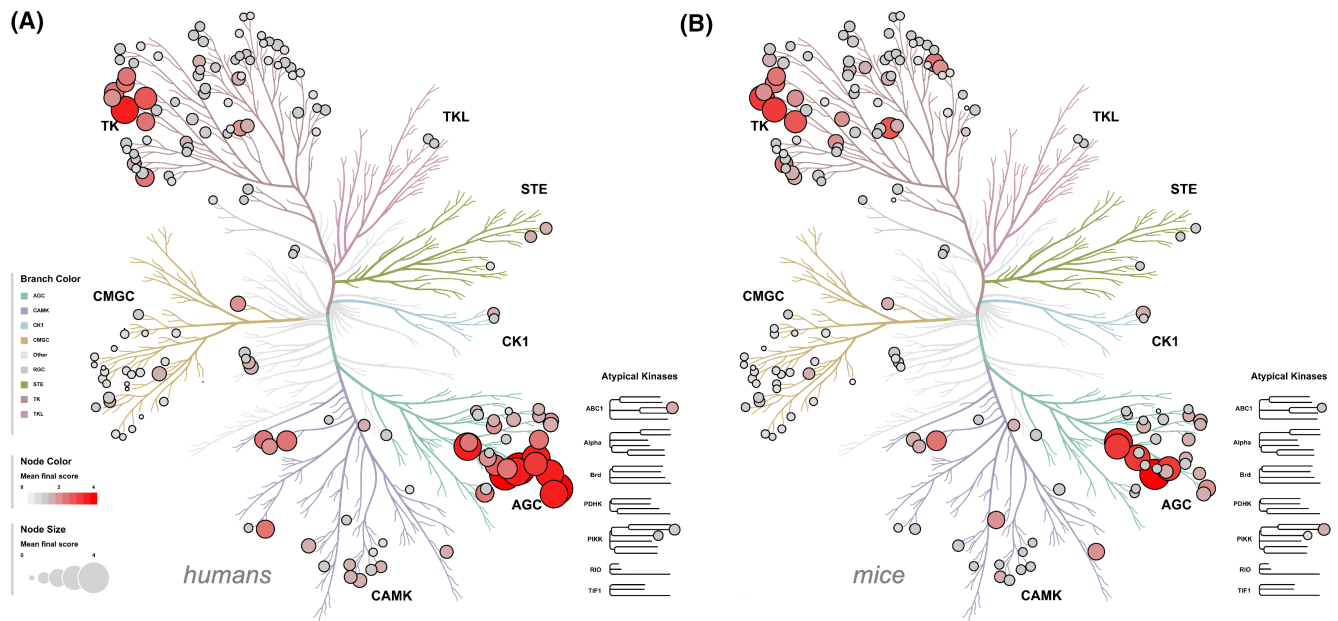 (A)
TK
TKL
STE
CMGC
CK1
AGC
CAMK
humans
Branch Color
AGC
CAMK
CK1
CMGC
Other
RGC
STE
TK
TKL
Node Color
Mean final score
0 2 4
Node Size
Mean final score
0 4
Atypical Kinases
ABC1
Alpha
Brd
PDHK
PIKK
RIO
TIF1
(B)
TK
TKL
STE
CMGC
CK1
AGC
CAMK
mice
Atypical Kinases
ABC1
Alpha
Brd
PDHK
PIKK
RIO
TIF1